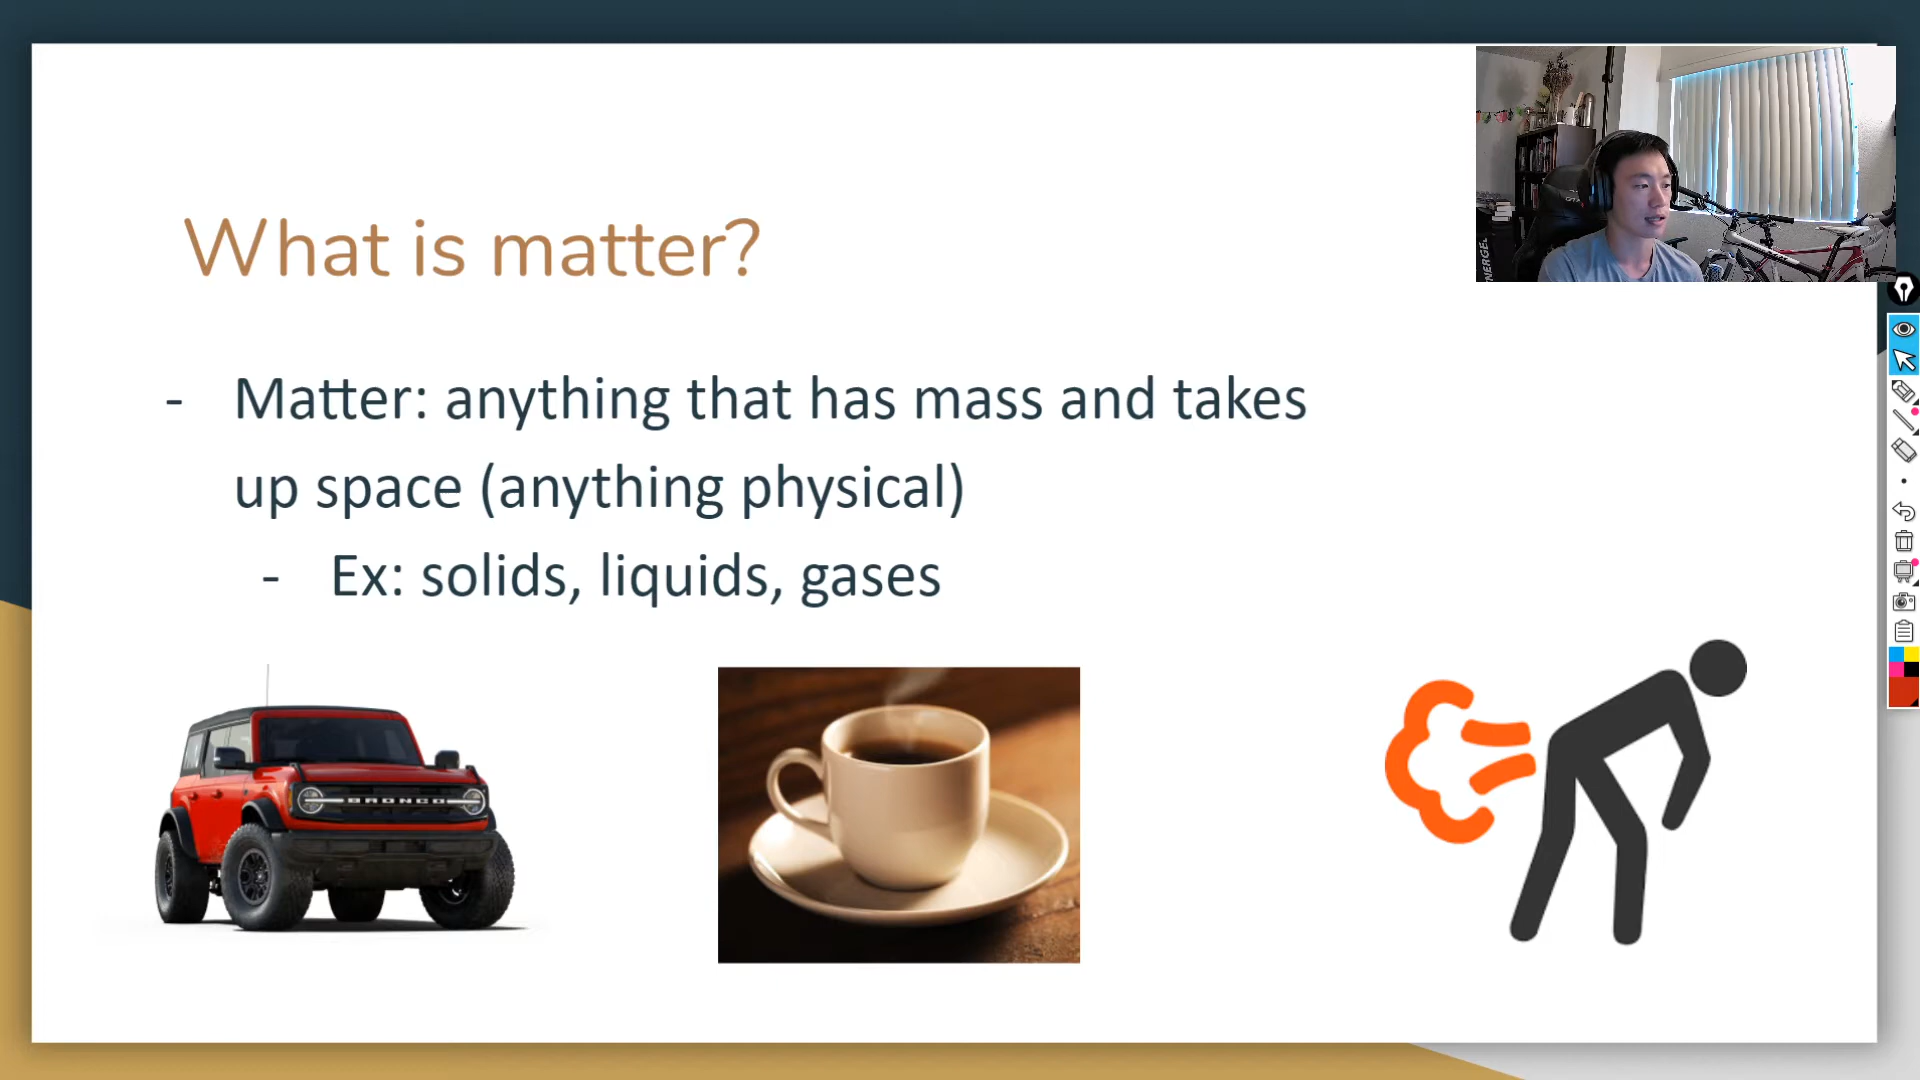 What is matter?
- Matter: anything that has mass and takes
up space (anything physical)
- Ex: solids, liquids, gases
BRONCO